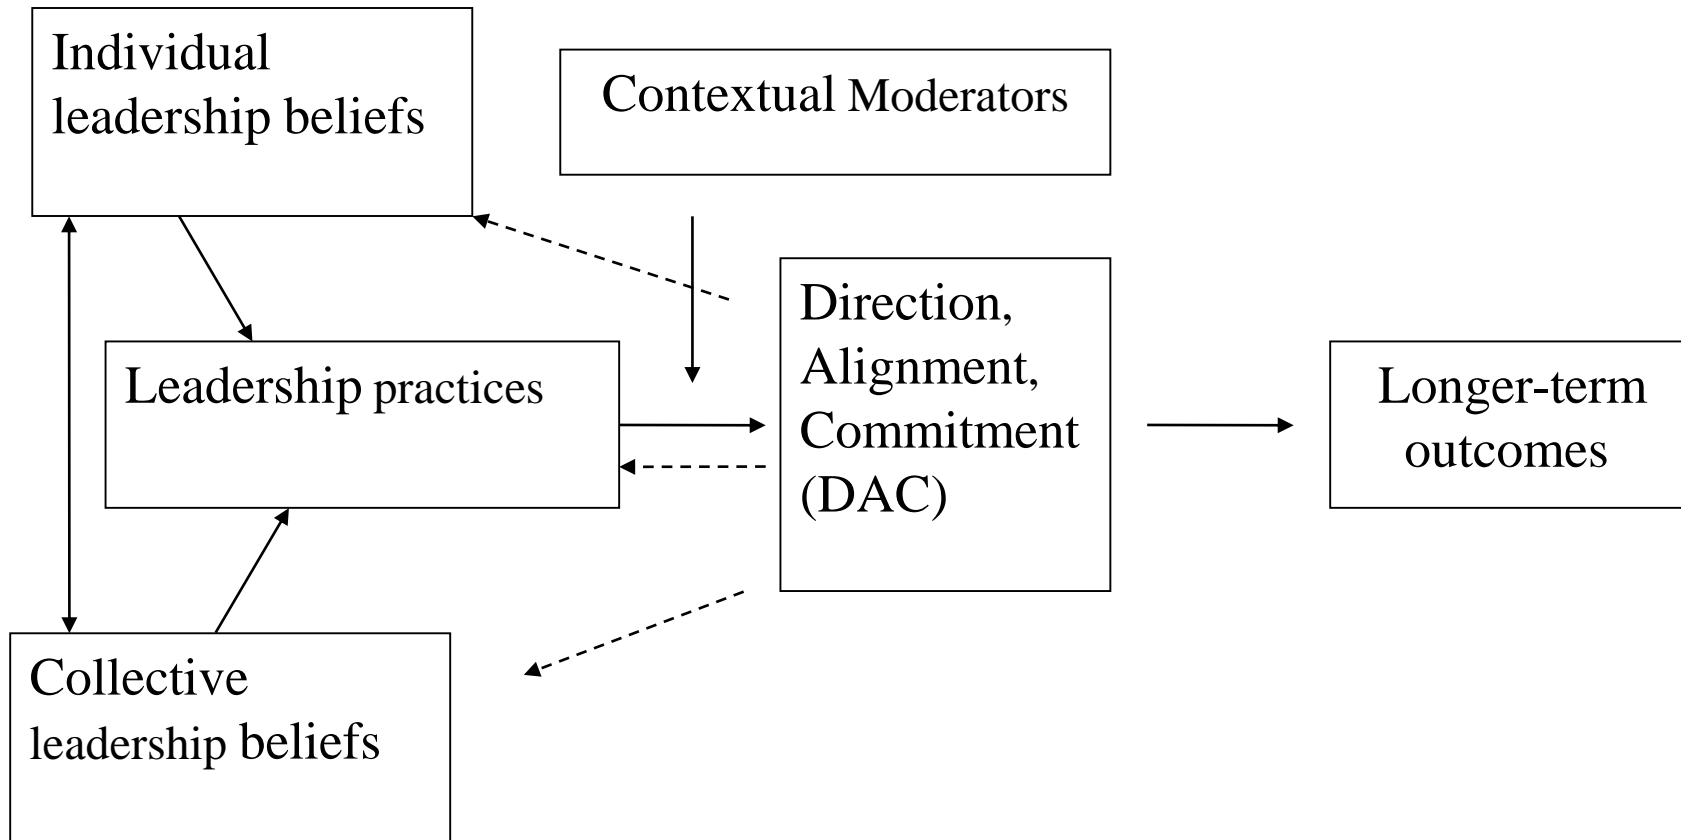 Individual
leadership beliefs
Contextual Moderators
Direction,
Alignment,
Commitment
(DAC)
Leadership practices
Longer-term
outcomes
Collective
leadership beliefs